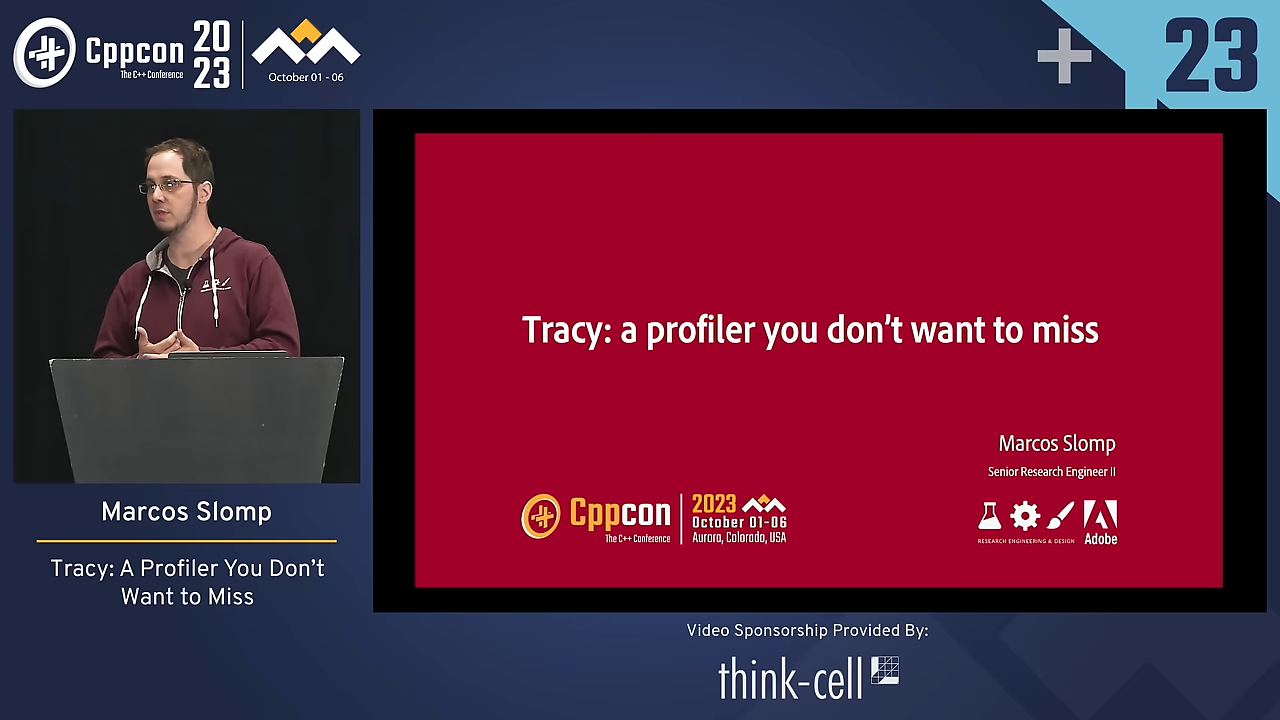 Cppcon
The C++ Conference
20
23
October 01 - 06
23
Tracy: a profiler you don't want to miss
Marcos Slomp
Senior Research Engineer II
Cppcon
The C++ Conference
2023
October 01-06
Aurora, Colorado, USA
RESEARCH ENGINEERING & DESIGN
Adobe
Marcos Slomp
Tracy: A Profiler You Don't
Want to Miss
Video Sponsorship Provided By:
think-cell